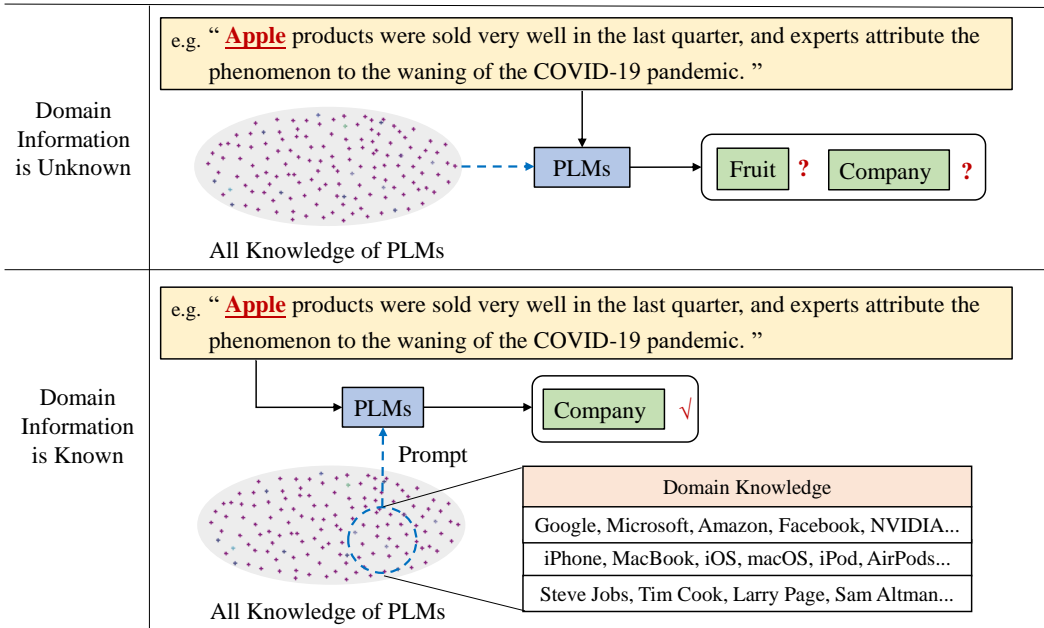 Domain
Information
is Unknown
e.g. “ Apple products were sold very well in the last quarter, and experts attribute the
phenomenon to the waning of the COVID-19 pandemic. ”
PLMs
Fruit ? Company ?
All Knowledge of PLMs
Domain
Information
is Known
e.g. “ Apple products were sold very well in the last quarter, and experts attribute the
phenomenon to the waning of the COVID-19 pandemic. ”
PLMs
Company √
Prompt
All Knowledge of PLMs
Domain Knowledge
Google, Microsoft, Amazon, Facebook, NVIDIA...
iPhone, MacBook, iOS, macOS, iPod, AirPods...
Steve Jobs, Tim Cook, Larry Page, Sam Altman...